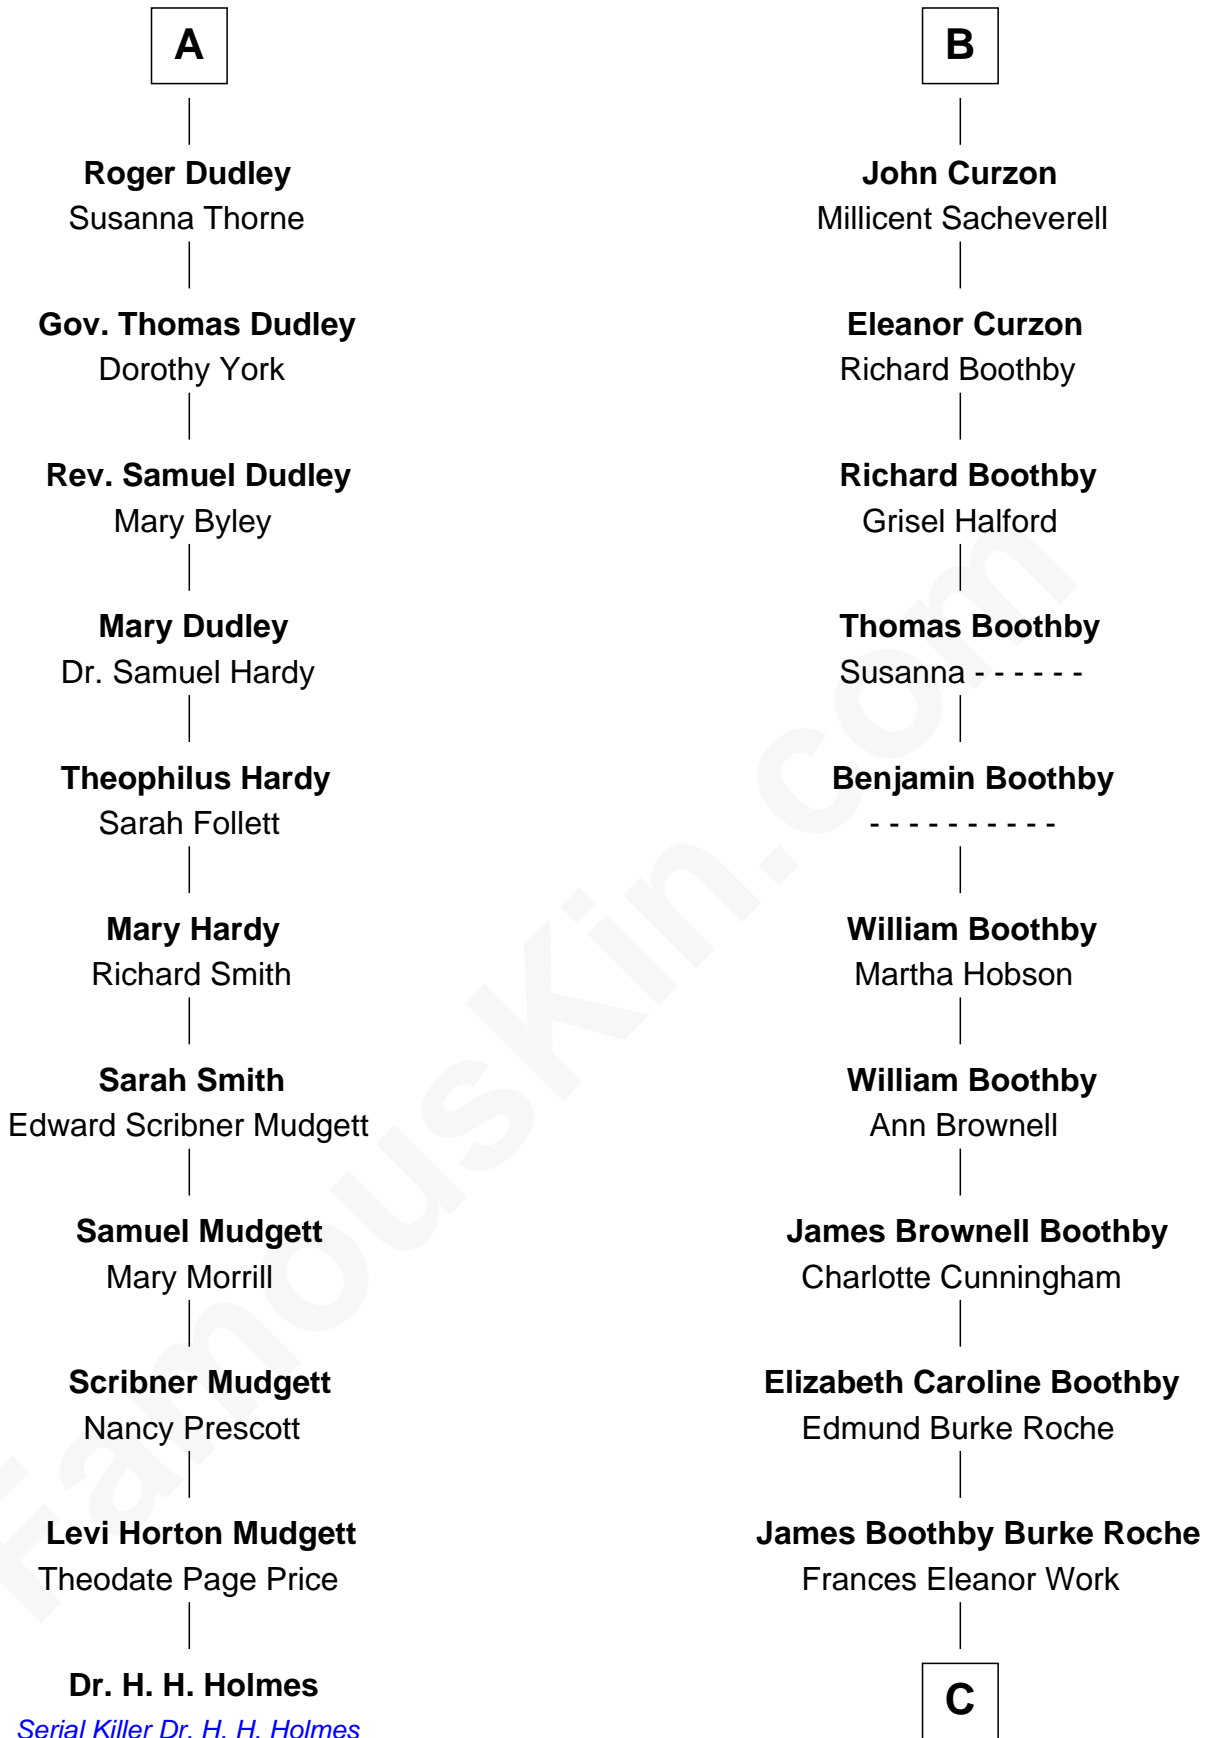 A
Roger Dudley
Susanna Thorne
Gov. Thomas Dudley
Dorothy York
Rev. Samuel Dudley
Mary Byley
Mary Dudley
Dr. Samuel Hardy
Theophilus Hardy
Sarah Follett
Mary Hardy
Richard Smith
Sarah Smith
Edward Scribner Mudgett
Samuel Mudgett
Mary Morrill
Scribner Mudgett
Nancy Prescott
Levi Horton Mudgett
Theodate Page Price
Dr. H. H. Holmes
Serial Killer Dr. H. H. Holmes
B
John Curzon
Millicent Sacheverell
Eleanor Curzon
Richard Boothby
Richard Boothby
Grisel Halford
Thomas Boothby
Susanna - - - - - -
Benjamin Boothby
- - - - - - - - - -
William Boothby
Martha Hobson
William Boothby
Ann Brownell
James Brownell Boothby
Charlotte Cunningham
Elizabeth Caroline Boothby
Edmund Burke Roche
James Boothby Burke Roche
Frances Eleanor Work
C
FamousKin.com